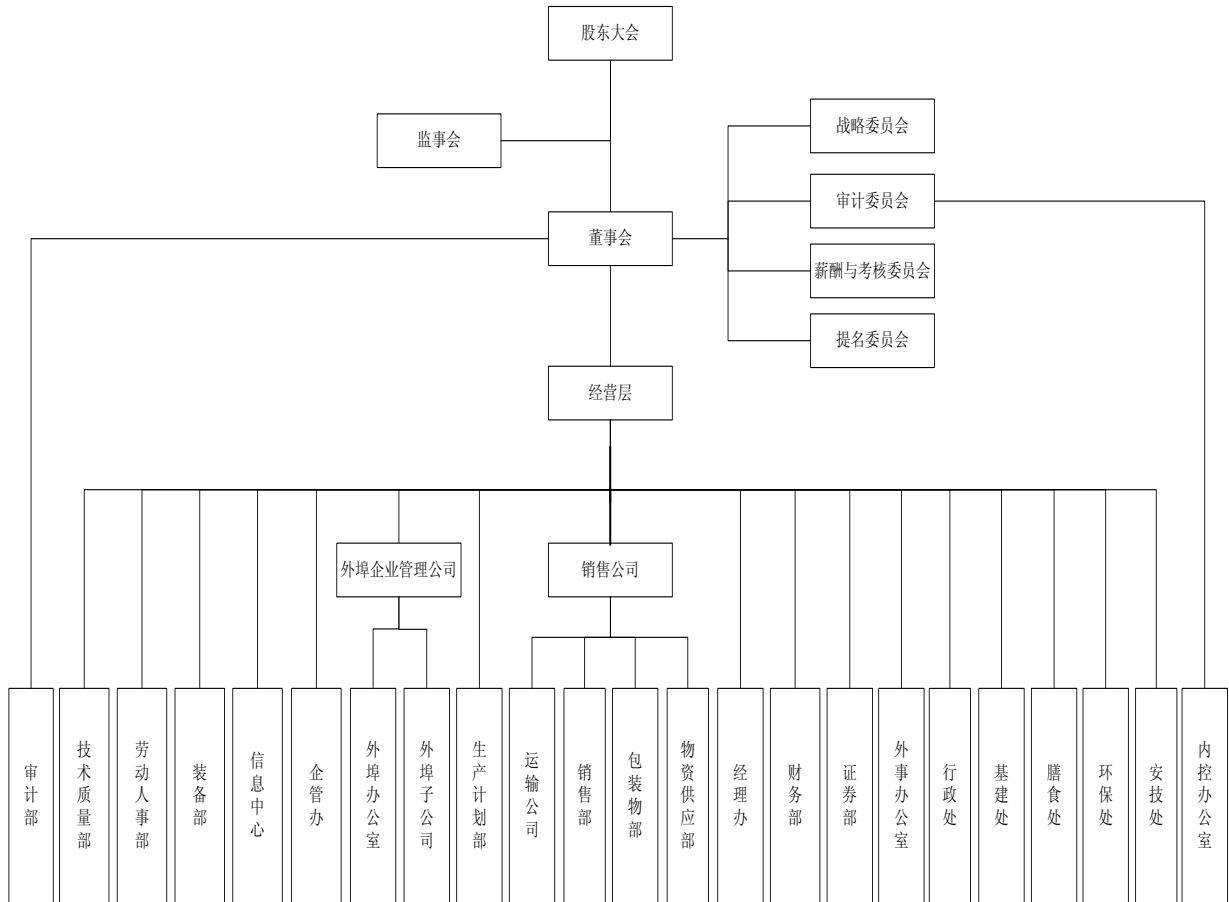 股东大会
监事会
战略委员会
审计委员会
董事会
薪酬与考核委员会
提名委员会
经营层
外埠企业管理公司
销售公司
审计部
技术质量部
劳动人事部
装备部
信息中心
企管办
外埠办公室
外埠子公司
生产计划部
运输公司
销售部
包装物部
物资供应部
经理办
财务部
证券部
外事办公室
行政处
基建处
膳食处
环保处
安技处
内控办公室